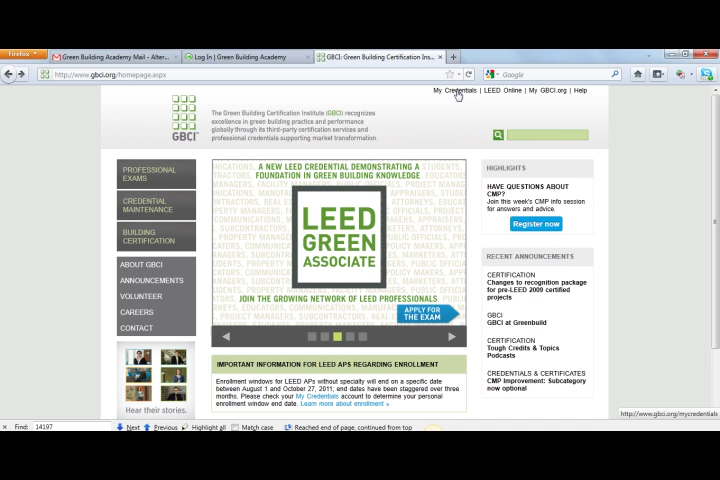 Firefox
Green Building Academy Mail - Alter...
Log In | Green Building Academy
GBCI: Green Building Certification Ins...
http://www.gbci.org/homepage.aspx
Google
My Credentials | LEED Online | My GBCI.org | Help
GBCI
The Green Building Certification Institute (GBCI) recognizes
excellence in green building practice and performance
globally through its third-party certification services and
professional credentials supporting market transformation.
PROFESSIONAL
EXAMS
CREDENTIAL
MAINTENANCE
BUILDING
CERTIFICATION
ABOUT GBCI
ANNOUNCEMENTS
VOLUNTEER
CAREERS
CONTACT
Hear their stories.
A NEW LEED CREDENTIAL DEMONSTRATING A
FOUNDATION IN GREEN BUILDING KNOWLEDGE
LEED
GREEN
ASSOCIATE
JOIN THE GROWING NETWORK OF LEED PROFESSIONALS
APPLY FOR
THE EXAM
IMPORTANT INFORMATION FOR LEED APS REGARDING ENROLLMENT
Enrollment windows for LEED APs without specialty will end on a specific date
between August 1 and October 27, 2011; end dates have been staggered over three
months. Please check your My Credentials account to determine your personal
enrollment window end date. Learn more about enrollment »
HIGHLIGHTS
HAVE QUESTIONS ABOUT
CMP?
Join this week's CMP info session
for answers and advice.
Register now
RECENT ANNOUNCEMENTS
CERTIFICATION
Changes to recognition package
for pre-LEED 2009 certified
projects
GBCI
GBCI at Greenbuild
CERTIFICATION
Tough Credits & Topics
Podcasts
CREDENTIALS & CERTIFICATES
CMP Improvement: Subcategory
now optional
http://www.gbci.org/mycredentials
Find: 14197
Next Previous Highlight all Match case Reached end of page, continued from top